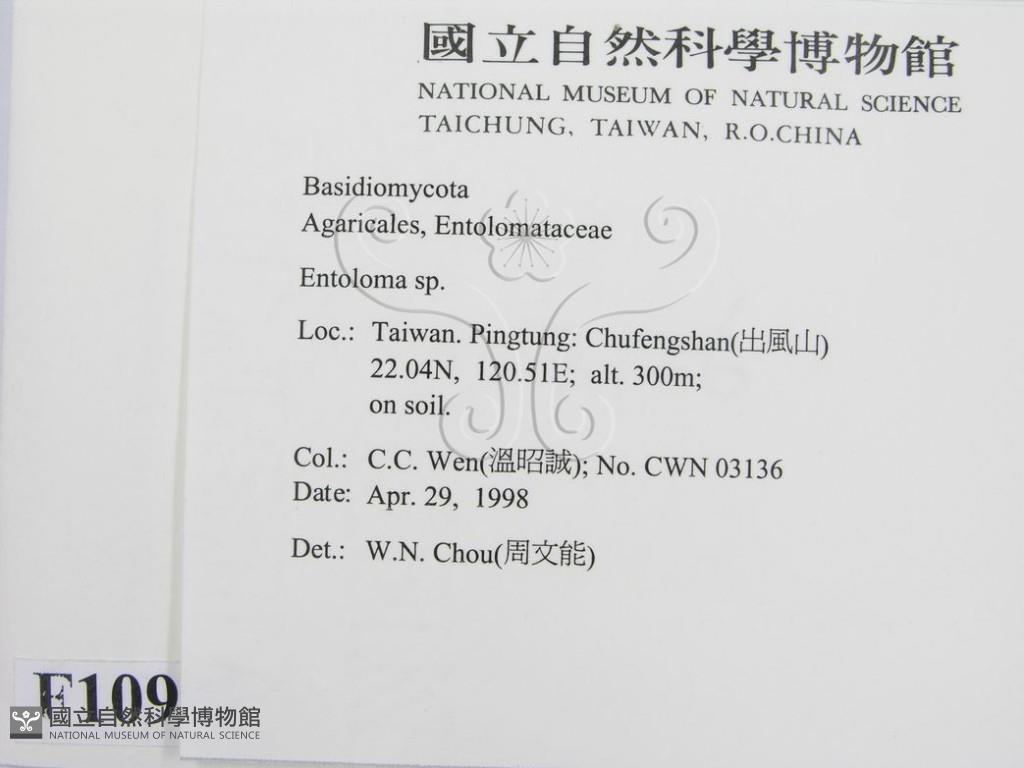 國立自然科學博物館
NATIONAL MUSEUM OF NATURAL SCIENCE
TAICHUNG, TAIWAN, R.O.CHINA
Basidiomycota
Agaricales, Entolomataceae
Entoloma sp.
Loc.: Taiwan. Pingtung: Chufengshan(出風山)
22.04N, 120.51E; alt. 300m;
on soil.
Col.: C.C. Wen(溫昭誠); No. CWN 03136
Date: Apr. 29, 1998
Det.: W.N. Chou(周文能)
F109
國立自然科學博物館
NATIONAL MUSEUM OF NATURAL SCIENCE